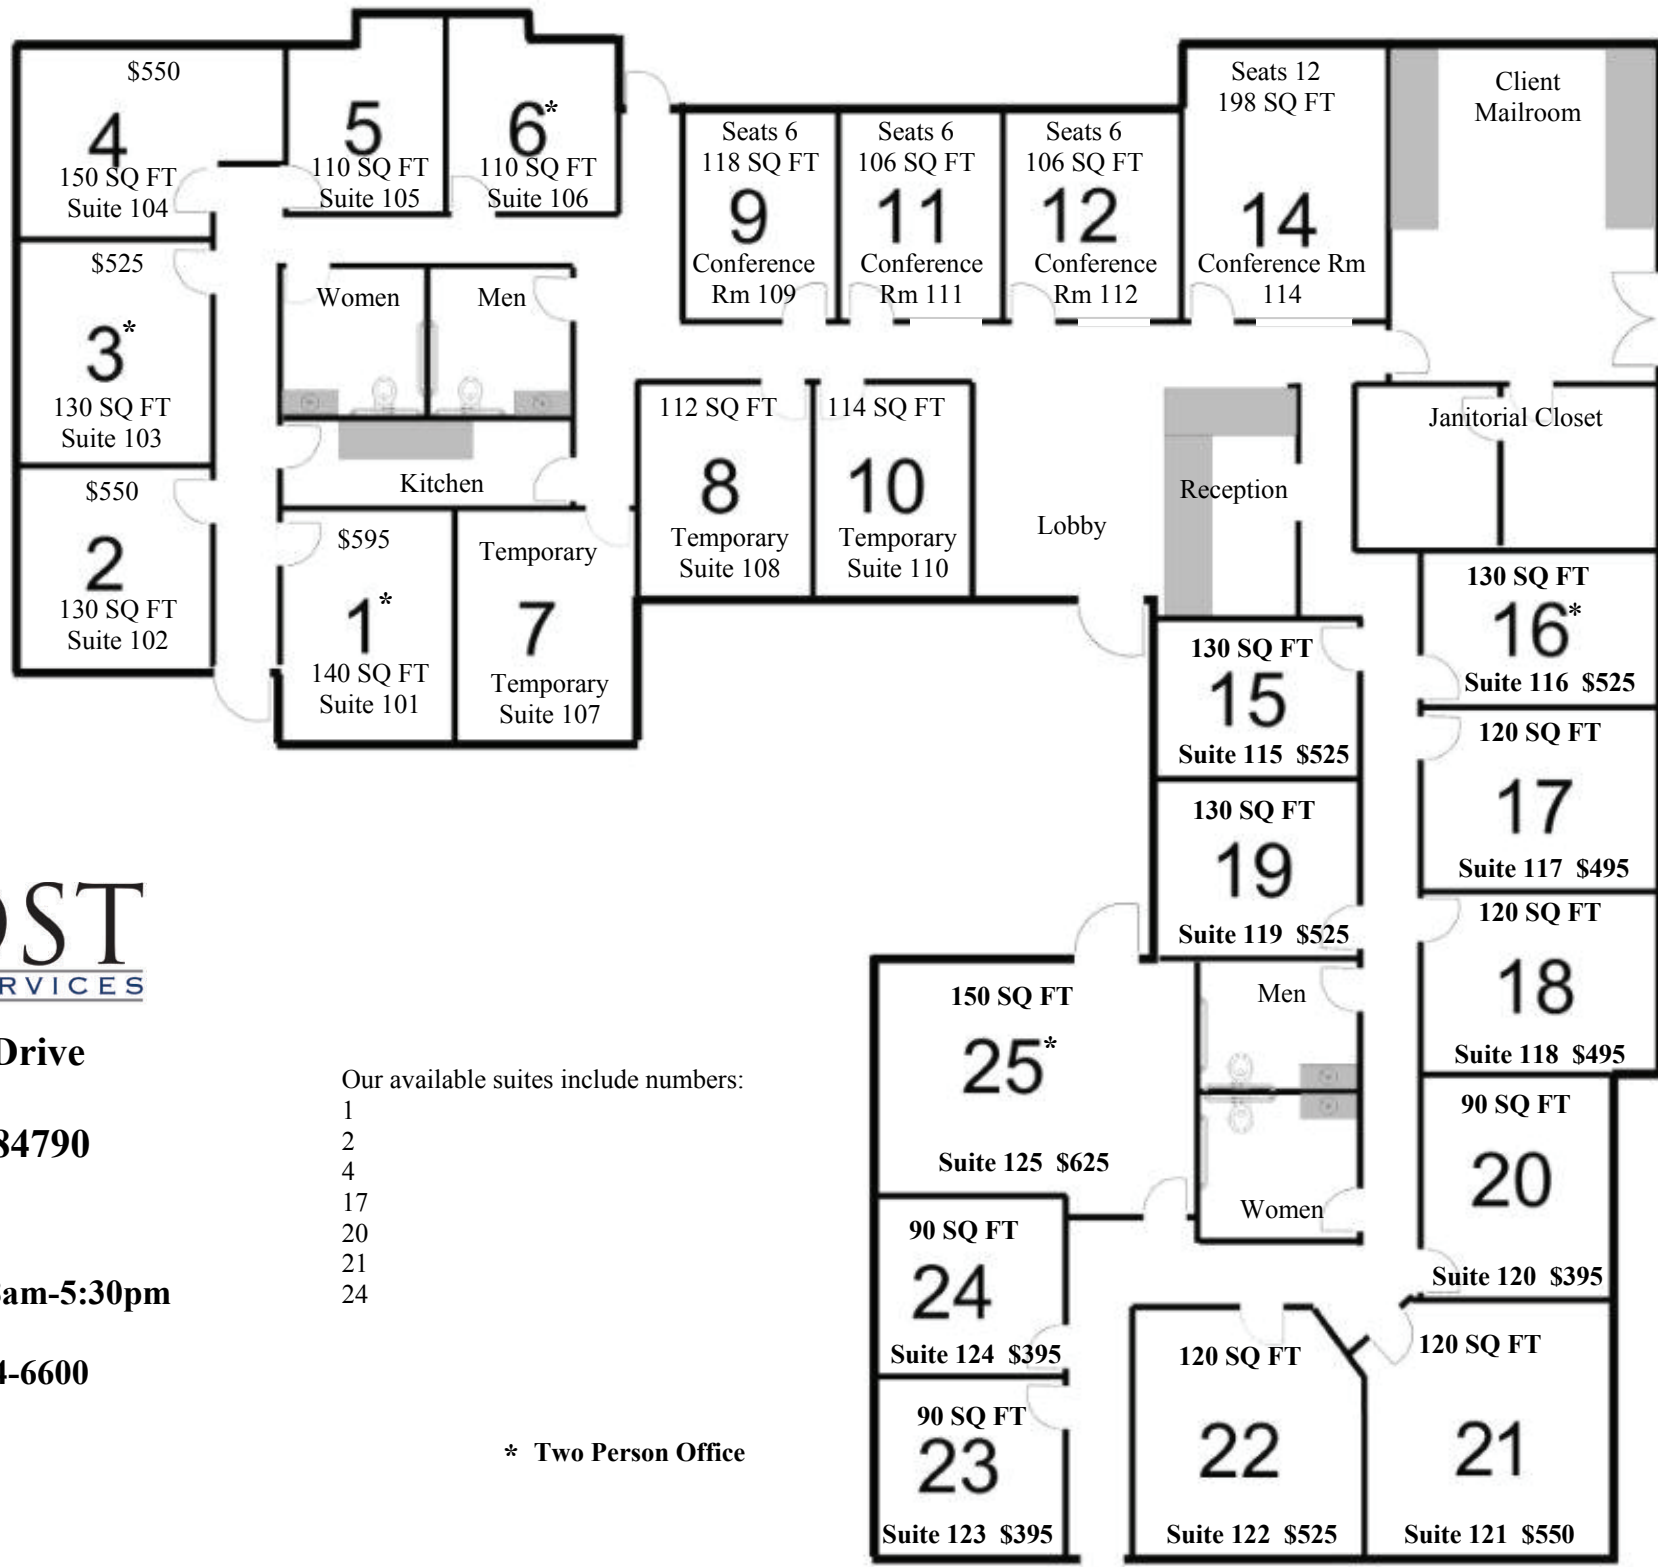 $550
4
150 SQ FT
Suite 104
5
110 SQ FT
Suite 105
6*
110 SQ FT
Suite 106
Seats 6
118 SQ FT
9
Conference
Rm 109
Seats 6
106 SQ FT
11
Conference
Rm 111
Seats 6
106 SQ FT
12
Conference
Rm 112
Seats 12
198 SQ FT
14
Conference Rm
114
Client
Mailroom
$525
3*
130 SQ FT
Suite 103
Women
Men
Kitchen
$550
2
130 SQ FT
Suite 102
$595
1*
140 SQ FT
Suite 101
Temporary
7
Temporary
Suite 107
112 SQ FT
8
Temporary
Suite 108
114 SQ FT
10
Temporary
Suite 110
Lobby
Reception
Janitorial Closet
130 SQ FT
16*
Suite 116 $525
130 SQ FT
15
Suite 115 $525
120 SQ FT
17
Suite 117 $495
130 SQ FT
19
Suite 119 $525
120 SQ FT
18
Suite 118 $495
150 SQ FT
25*
Suite 125 $625
Men
Women
90 SQ FT
20
Suite 120 $395
90 SQ FT
24
Suite 124 $395
90 SQ FT
23
Suite 123 $395
120 SQ FT
22
Suite 122 $525
120 SQ FT
21
Suite 121 $550
OST
RVICES
Drive
84790
8am-5:30pm
4-6600
Our available suites include numbers:
1
2
4
17
20
21
24
* Two Person Office